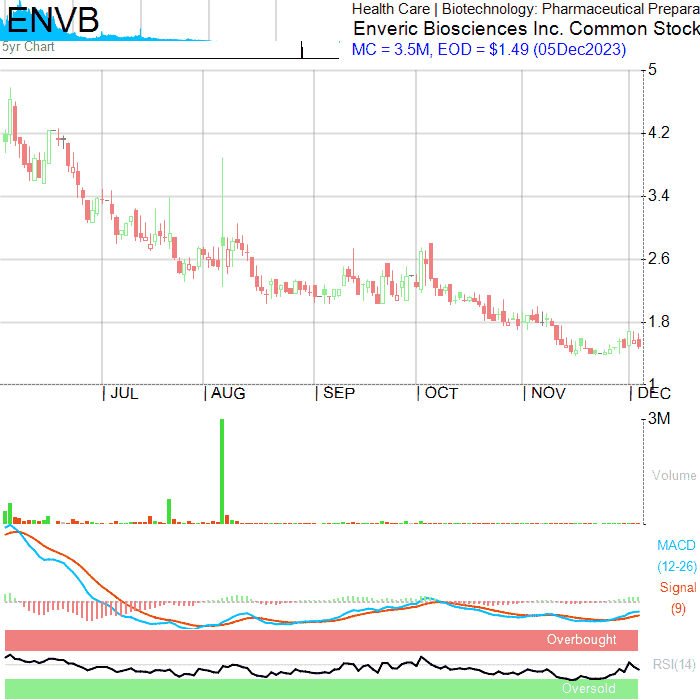 ENVB
5yr Chart
Health Care | Biotechnology: Pharmaceutical Prepara
Enveric Biosciences Inc. Common Stock
MC = 3.5M, EOD = $1.49 (05Dec2023)
5
4.2
3.4
2.6
1.8
1
| JUL | AUG | SEP | OCT | NOV | DEC
3M
Volume
MACD
(12-26)
Signal
(9)
Overbought
RSI(14)
Oversold